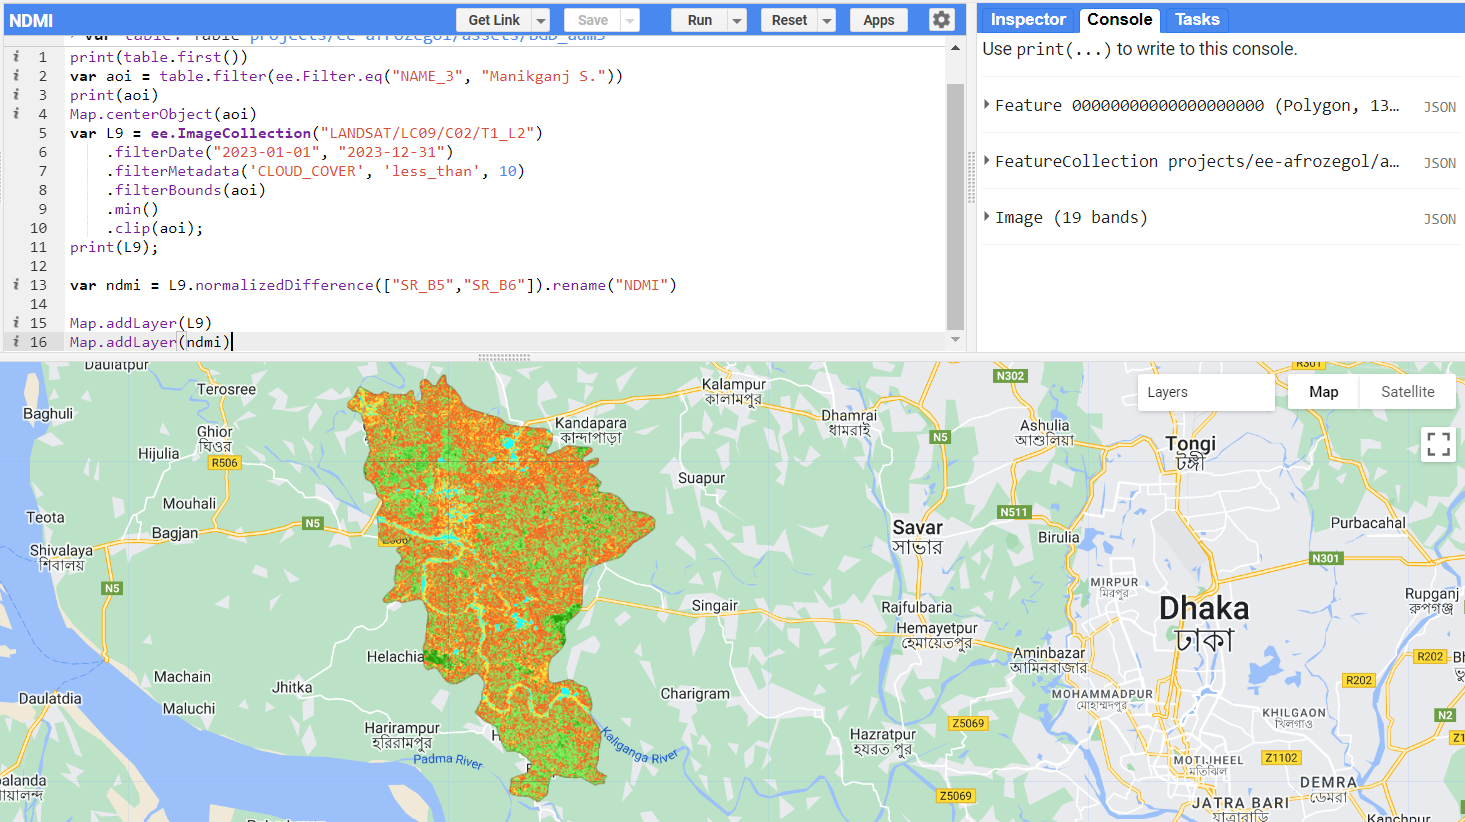 NDMI
Get Link
Save
Run
Reset
Apps
Inspector
Console
Tasks
var table: Table projects/ee-afrozegol/assets/BGD_adm3
Use print(...) to write to this console.
i 1 print(table.first())
i 2 var aoi = table.filter(ee.Filter.eq("NAME_3", "Manikganj S."))
i 3 print(aoi)
i 4 Map.centerObject(aoi)
5 var L9 = ee.ImageCollection("LANDSAT/LC09/C02/T1_L2")
6 .filterDate("2023-01-01", "2023-12-31")
7 .filterMetadata('CLOUD_COVER', 'less_than', 10)
8 .filterBounds(aoi)
9 .min()
10 .clip(aoi);
11 print(L9);
12
i 13 var ndmi = L9.normalizedDifference(["SR_B5","SR_B6"]).rename("NDMI")
14
i 15 Map.addLayer(L9)
i 16 Map.addLayer(ndmi)
Feature 00000000000000000000 (Polygon, 13…
JSON
FeatureCollection projects/ee-afrozegol/a…
JSON
Image (19 bands)
JSON
Daulatpur
Terosree
Baghuli
Ghior
ঘিওর
Hijulia
R506
Mouhali
Teota
Bagjan
N5
Shivalaya
শিবালয়
N5
Helachia
Machain
Jhitka
Daulatdia
Maluchi
Harirampur
হরিরামপুর
Padma River
Kaliganga River
Kalampur
কালামপুর
Kandapara
কান্দাপাড়া
Dhamrai
ধামরাই
N302
R301
Layers
Map
Satellite
Ashulia
আশুলিয়া
N5
Tongi
টঙ্গী
Suapur
N511
Savar
সাভার
Birulia
Purbacahal
N301
MIRPUR
মিরপুর
Singair
Rajfulbaria
Hemayetpur
হেমায়েতপুর
Dhaka
ঢাকা
Rupganj
রূপগঞ্জ
Aminbazar
আমিনবাজার
R202
R202
Charigram
MOHAMMADPUR
মোহাম্মদপুর
KHILGAON
খিলগাও
N2
Z5069
Hazratpur
হযরত পুর
MOTIJHEEL
মতিঝিল
Z1102
DEMRA
ডেমরা
Z5069
JATRA BARI
যাত্রাবাড়ি
Kanchpur